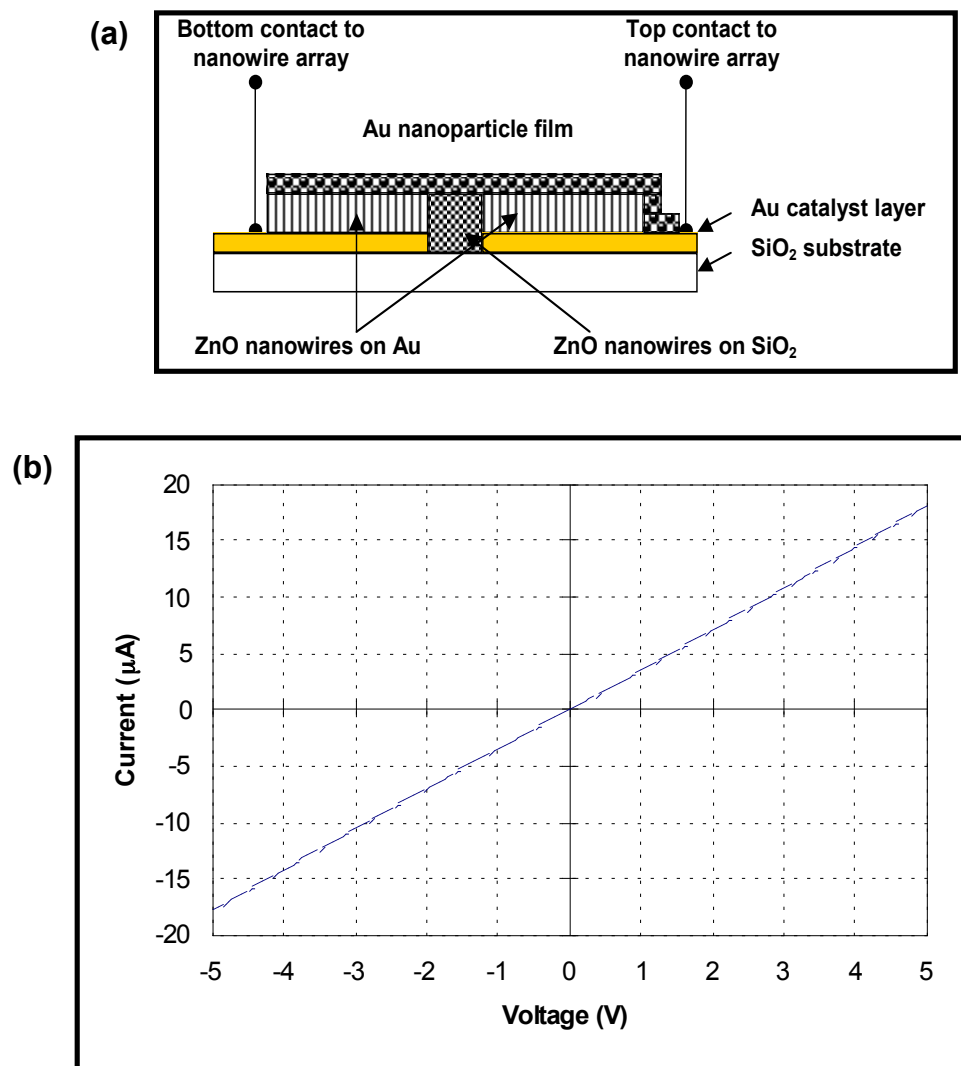 (a)
Bottom contact to
nanowire array
Top contact to
nanowire array
Au nanoparticle film
Au catalyst layer
SiO₂ substrate
ZnO nanowires on Au
ZnO nanowires on SiO₂
(b)
20
15
10
5
0
-5
-10
-15
-20
Current (μA)
-5 -4 -3 -2 -1 0 1 2 3 4 5
Voltage (V)